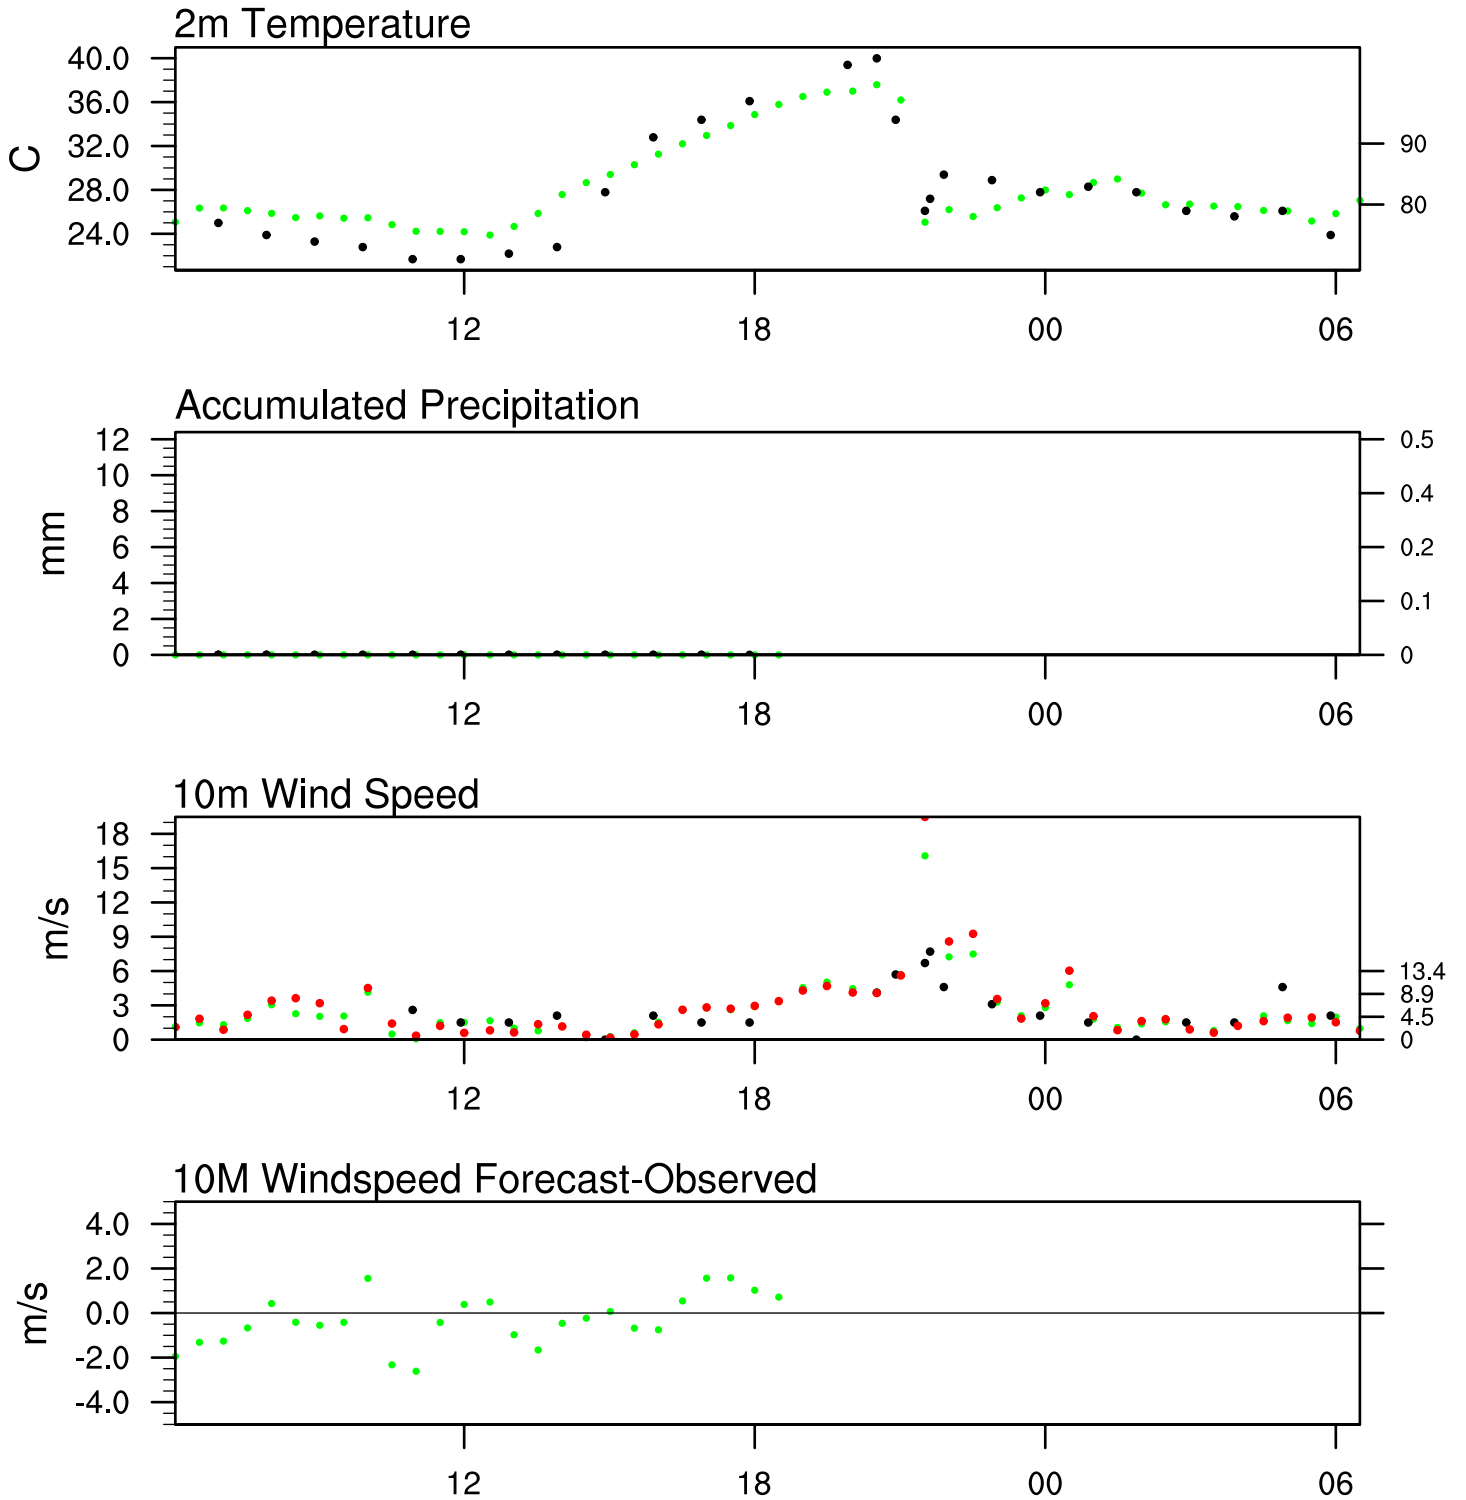 2m Temperature
40.0
36.0
32.0
28.0
24.0
C
90
80
12 18 00 06
Accumulated Precipitation
12
10
8
6
4
2
0
mm
0.5
0.4
0.2
0.1
0
12 18 00 06
10m Wind Speed
18
15
12
9
6
3
0
m/s
13.4
8.9
4.5
0
12 18 00 06
10M Windspeed Forecast-Observed
4.0
2.0
0.0
-2.0
-4.0
m/s
12 18 00 06